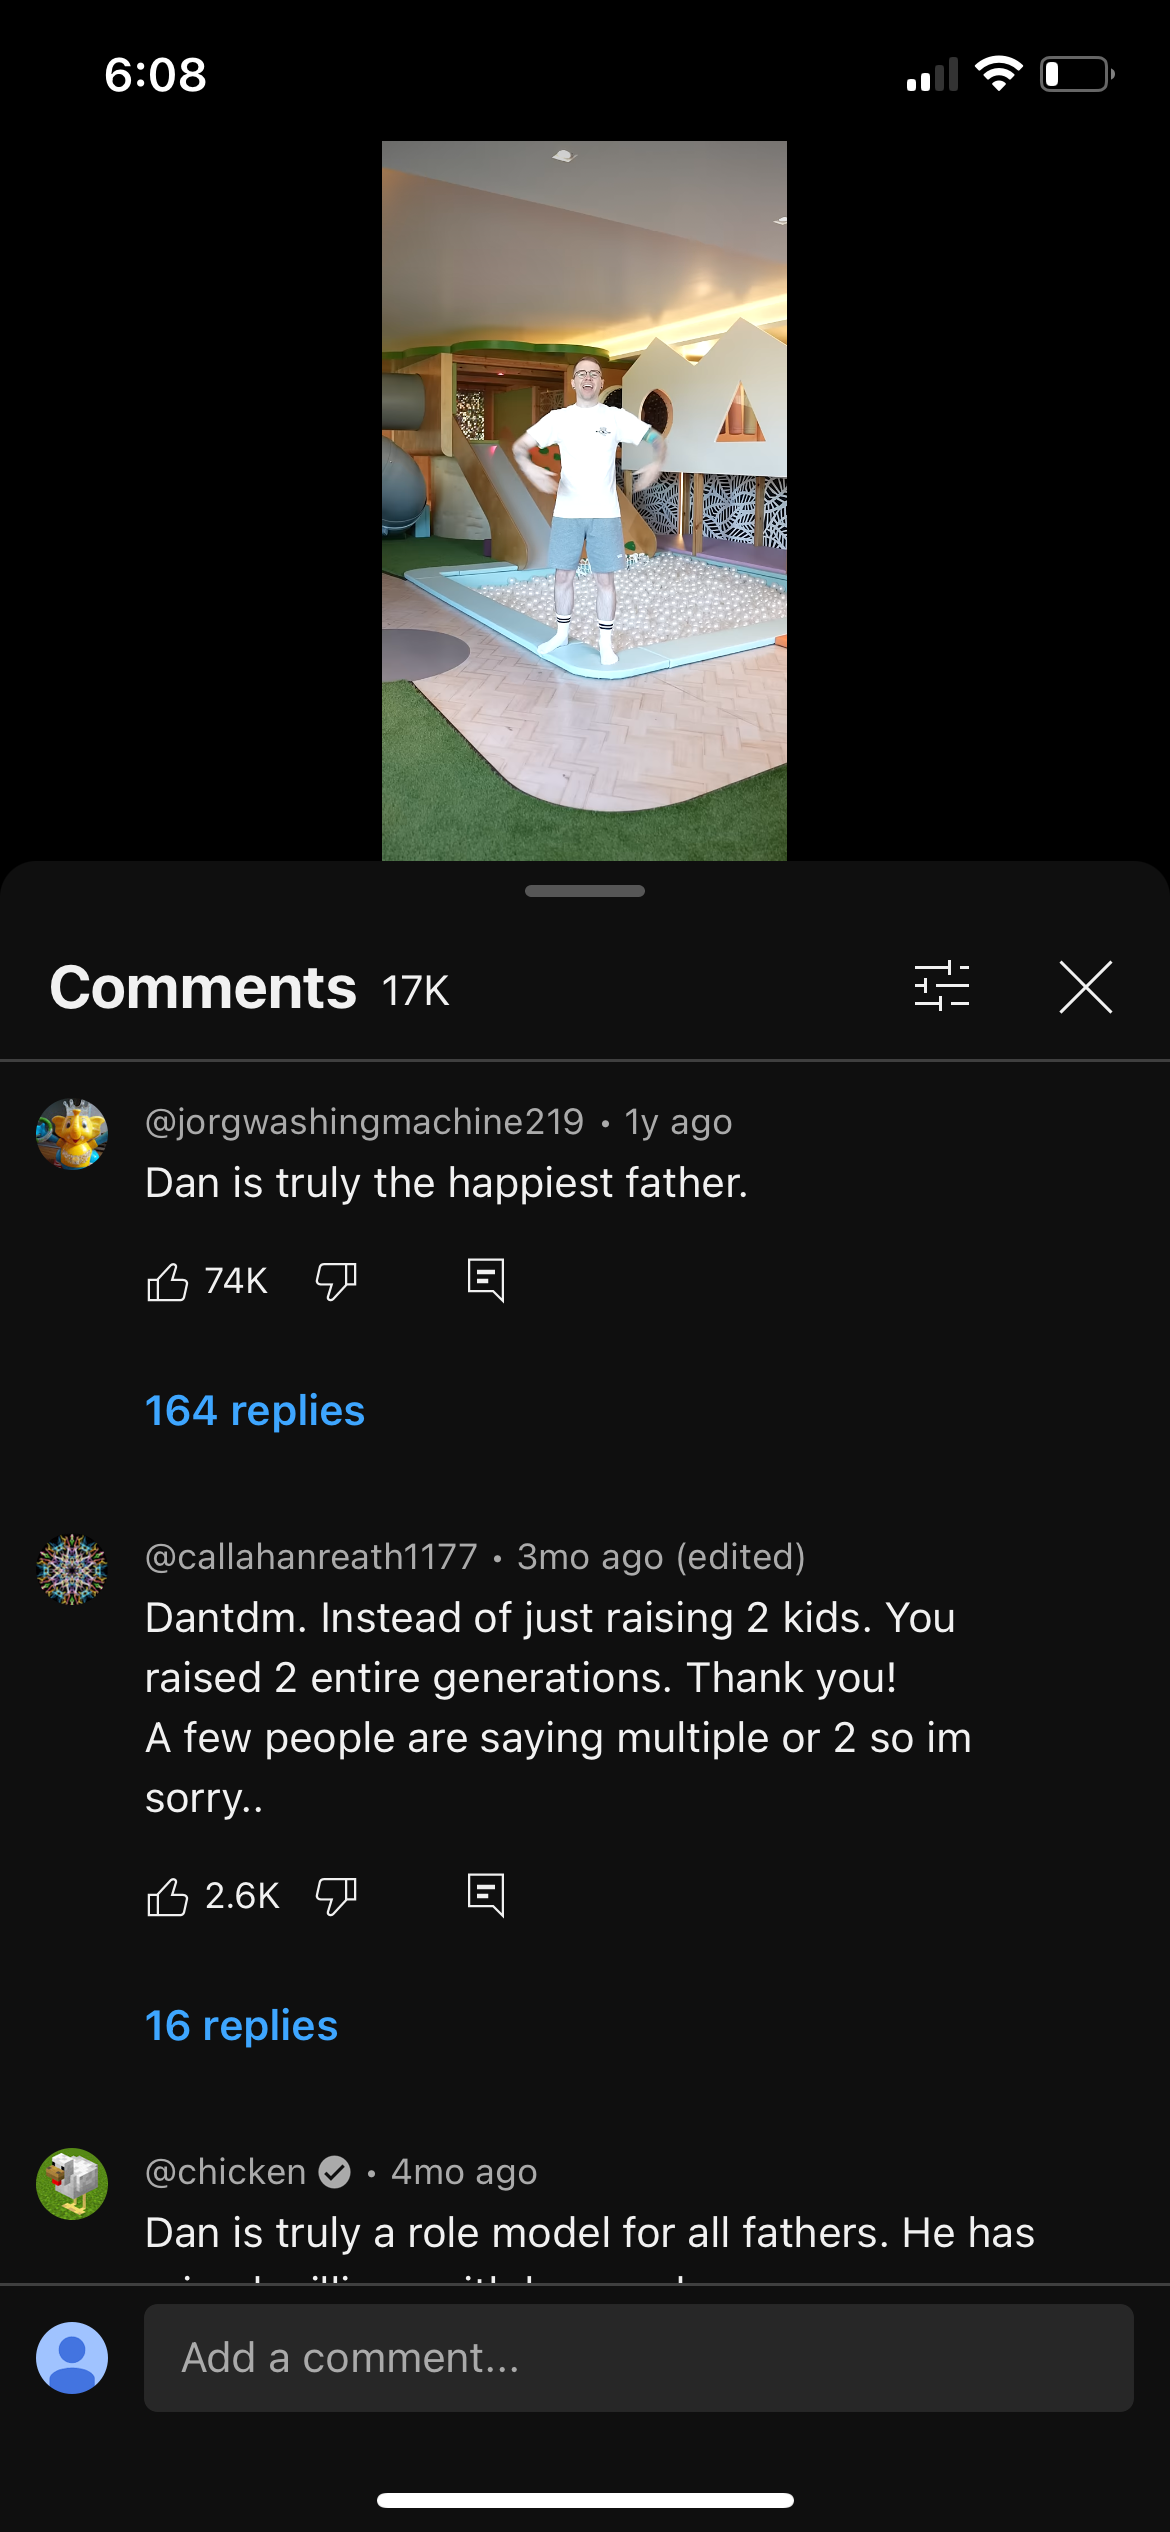 6:08
Comments 17K
@jorgwashingmachine219 • 1y ago
Dan is truly the happiest father.
74K
164 replies
@callahanreath1177 • 3mo ago (edited)
Dantdm. Instead of just raising 2 kids. You
raised 2 entire generations. Thank you!
A few people are saying multiple or 2 so im
sorry..
2.6K
16 replies
@chicken • 4mo ago
Dan is truly a role model for all fathers. He has
Add a comment...